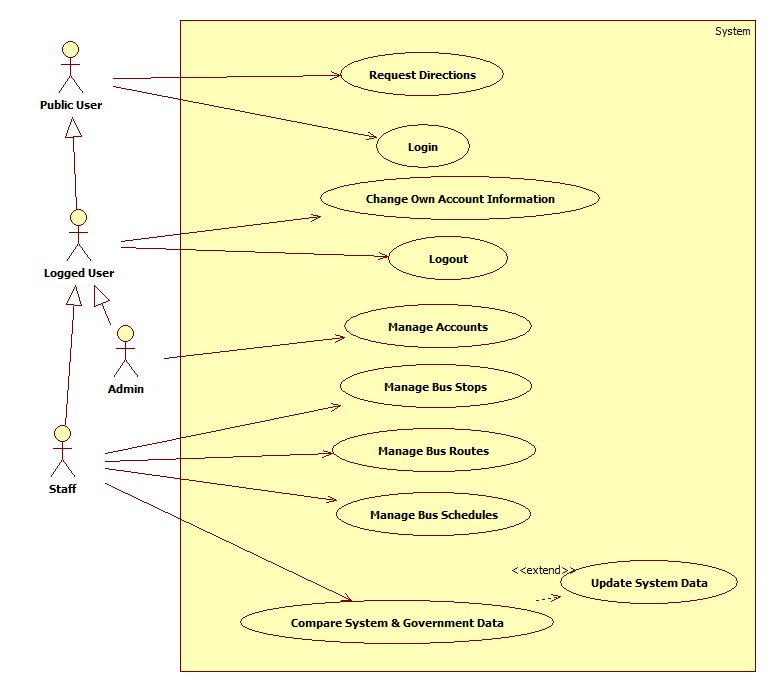 System
Request Directions
Public User
Login
Change Own Account Information
Logout
Logged User
Manage Accounts
Admin
Manage Bus Stops
Manage Bus Routes
Staff
Manage Bus Schedules
<<extend>>
Update System Data
Compare System & Government Data